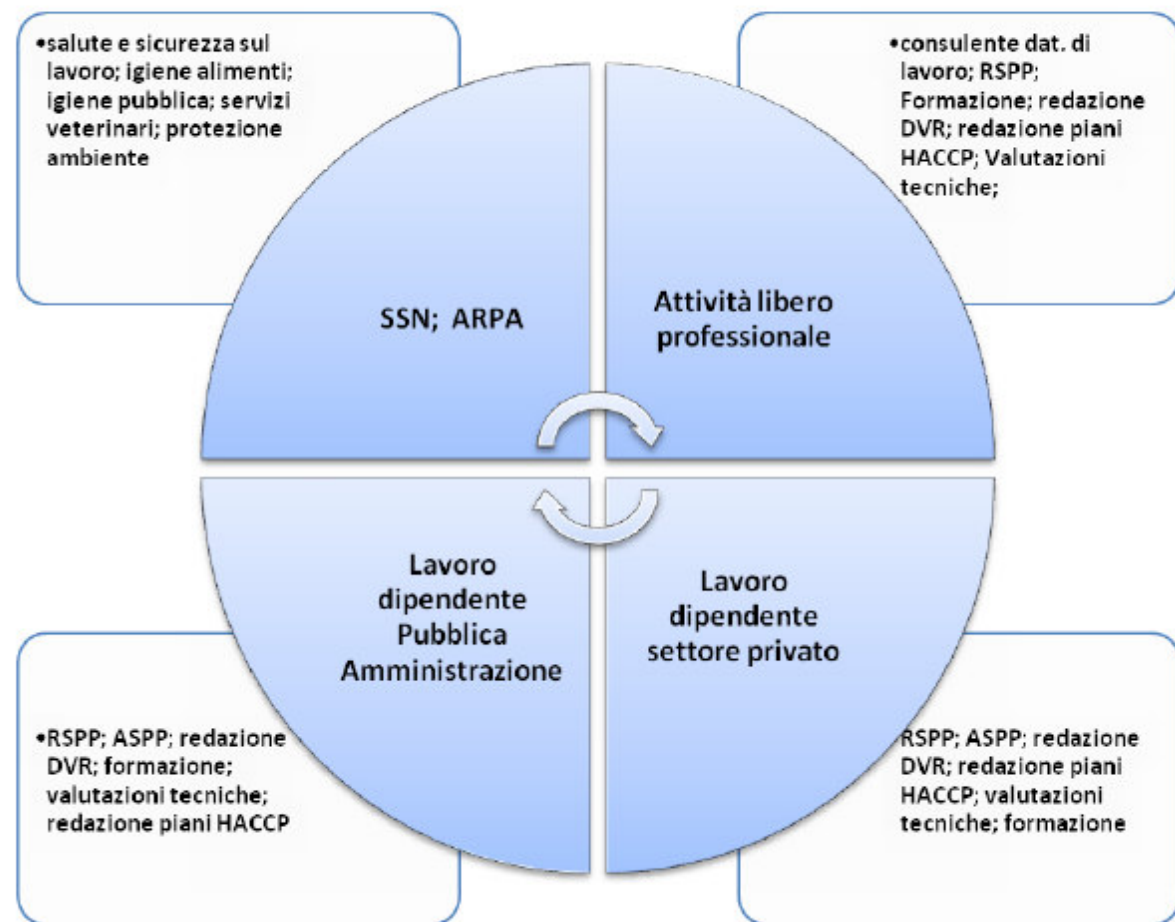 •salute e sicurezza sul
lavoro; igiene alimenti;
igiene pubblica; servizi
veterinari; protezione
ambiente
•consulente dat. di
lavoro; RSPP;
Formazione; redazione
DVR; redazione piani
HACCP; Valutazioni
tecniche;
SSN; ARPA
Attività libero
professionale
Lavoro
dipendente
Pubblica
Amministrazione
Lavoro
dipendente
settore privato
•RSPP; ASPP; redazione
DVR; formazione;
valutazioni tecniche;
redazione piani HACCP
RSPP; ASPP; redazione
DVR; redazione piani
HACCP; valutazioni
tecniche; formazione